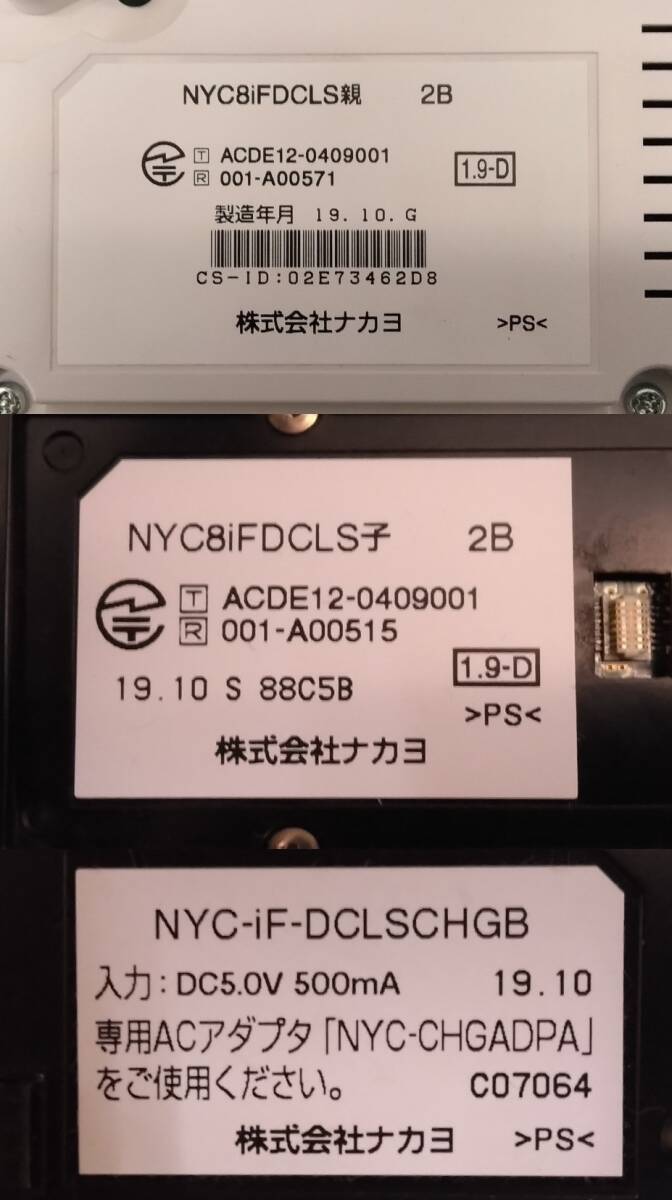 NYC8iFDCLS親 2B
T ACDE12-0409001
R 001-A00571
1.9-D
製造年月 19.10.G
CS-ID:02E73462D8
株式会社ナカヨ >PS<
NYC8iFDCLS子 2B
T ACDE12-0409001
R 001-A00515
1.9-D
19.10 S 88C5B
>PS<
株式会社ナカヨ
NYC-iF-DCLSCHGB
入力:DC5.0V 500mA 19.10
専用ACアダプタ「NYC-CHGADPA」
をご使用ください。 C07064
株式会社ナカヨ >PS<